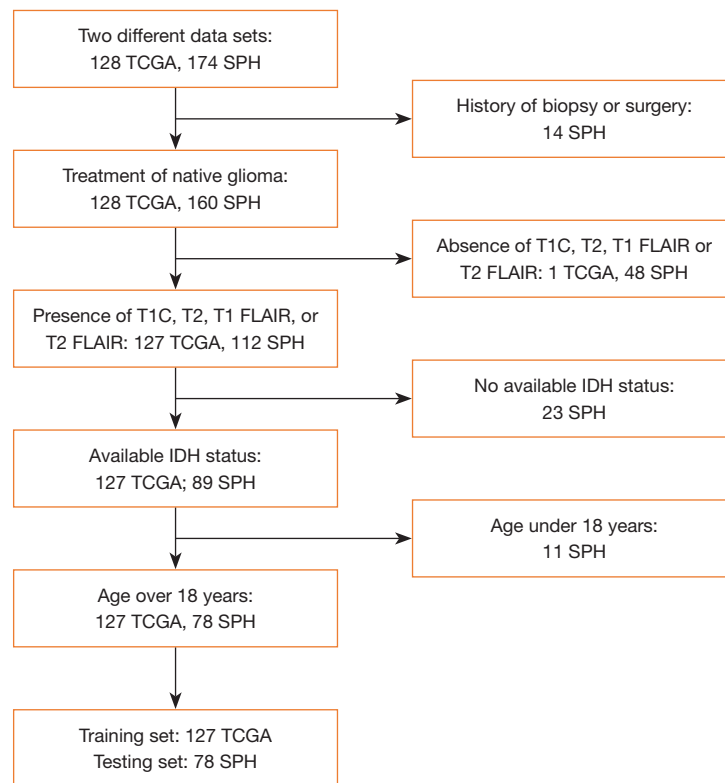 Two different data sets:
128 TCGA, 174 SPH
History of biopsy or surgery:
14 SPH
Treatment of native glioma:
128 TCGA, 160 SPH
Absence of T1C, T2, T1 FLAIR or
T2 FLAIR: 1 TCGA, 48 SPH
Presence of T1C, T2, T1 FLAIR, or
T2 FLAIR: 127 TCGA, 112 SPH
No available IDH status:
23 SPH
Available IDH status:
127 TCGA; 89 SPH
Age under 18 years:
11 SPH
Age over 18 years:
127 TCGA, 78 SPH
Training set: 127 TCGA
Testing set: 78 SPH